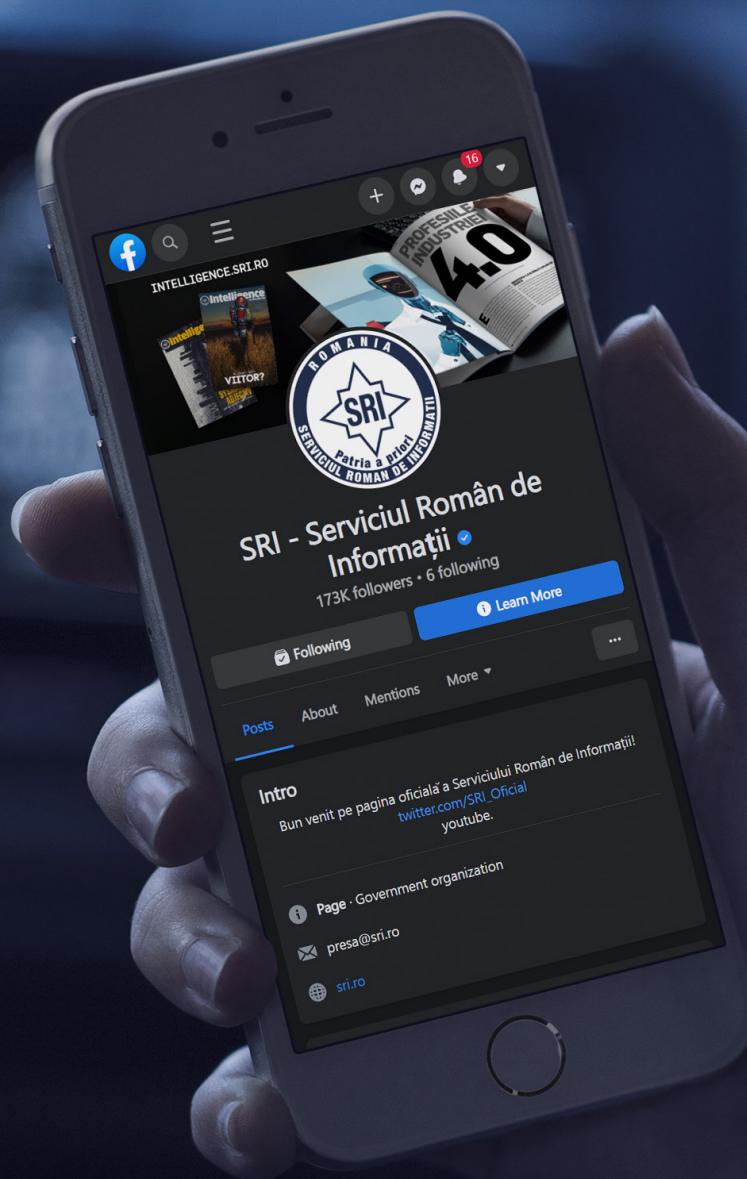 16
INTELLIGENCE.SRI.RO
Intelligence
VIITOR?
PROFESIILE
INDUSTRIEI
4.0
ROMANIA
SRI
Patria a priori
SERVICIUL ROMAN DE INFORMATII
SRI - Serviciul Român de
Informații
173K followers • 6 following
Following
Learn More
Posts
About
Mentions
More
Intro
Bun venit pe pagina oficială a Serviciului Român de Informații!
twitter.com/SRI_Oficial
youtube.
Page · Government organization
presa@sri.ro
sri.ro